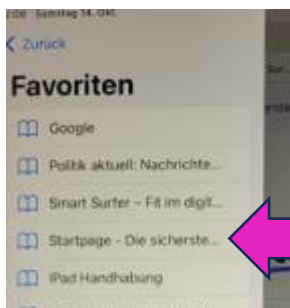 Samstag 14. Okt.
Zurück
Favoriten
Google
Politik aktuell: Nachrichte...
Smart Surfer – Fit im digit...
Startpage - Die sicherste...
iPad Handhabung